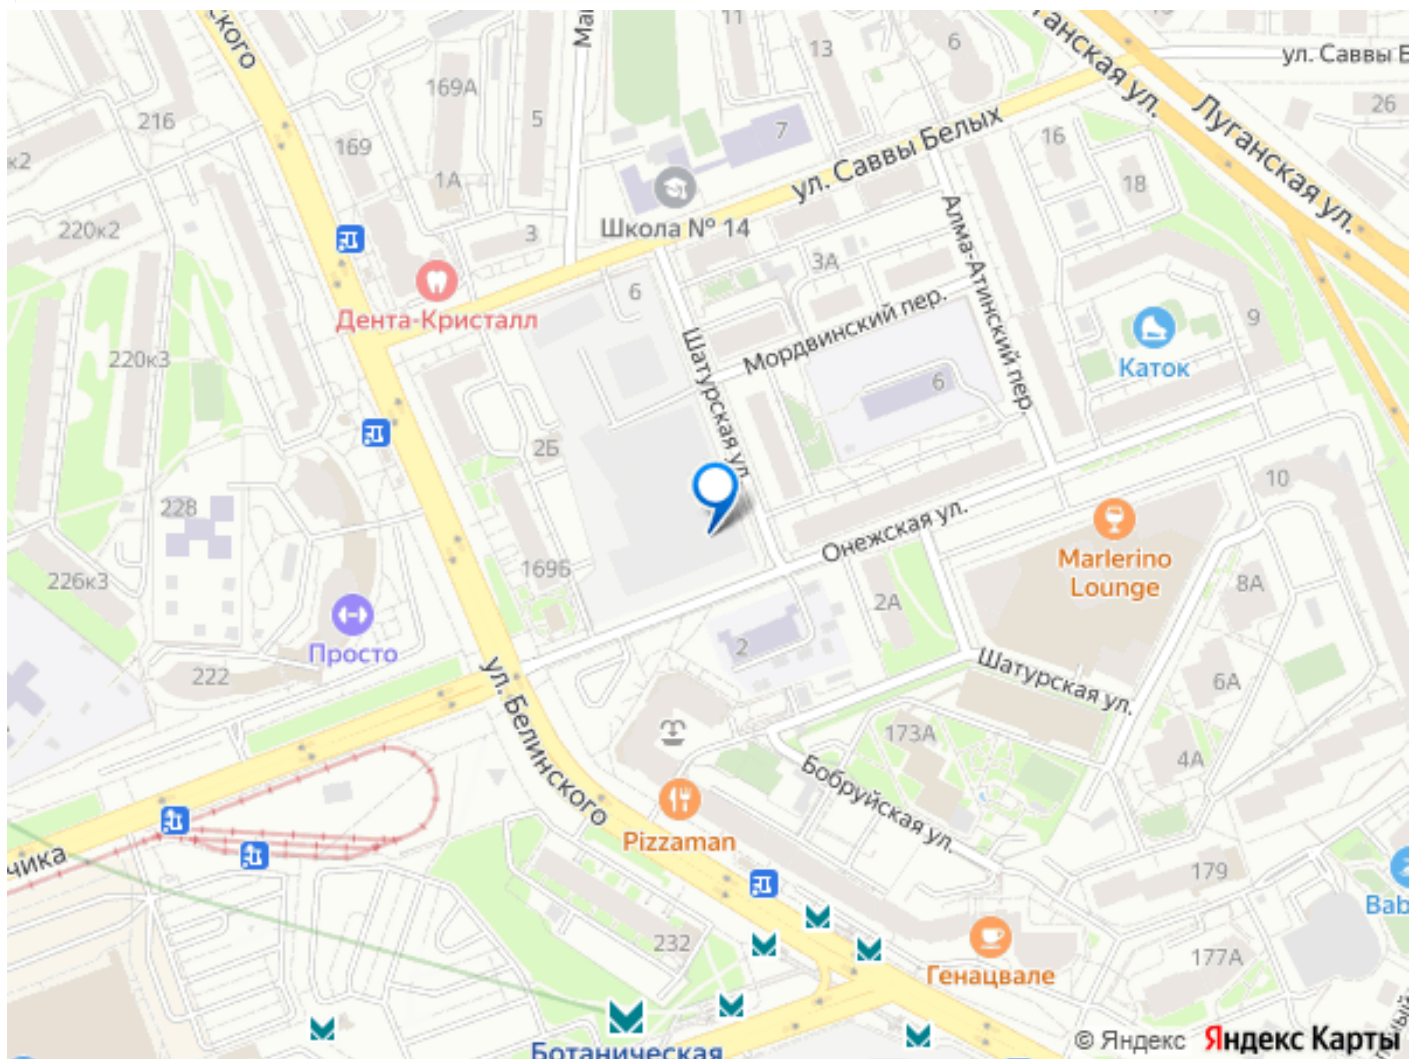 ского
216
169А
5
169
1А
3
11
13
6
7
ул. Саввы Белых
Школа № 14
Луганская ул.
ул. Саввы
26
16
18
к2
220к2
Дента-Кристалл
6
3А
Шатурская ул.
Мордвинский пер.
Алма-Атинский пер.
6
Каток
9
220к3
2Б
228
226к3
169Б
Онежская ул.
10
Marlerino
Lounge
8А
2А
2
Просто
222
ул. Белинского
Шатурская ул.
6А
173А
4А
Бобруйская ул.
Pizzaman
чика
179
Bab
232
Генацвале
177А
Ботаническая
© Яндекс Яндекс Карты